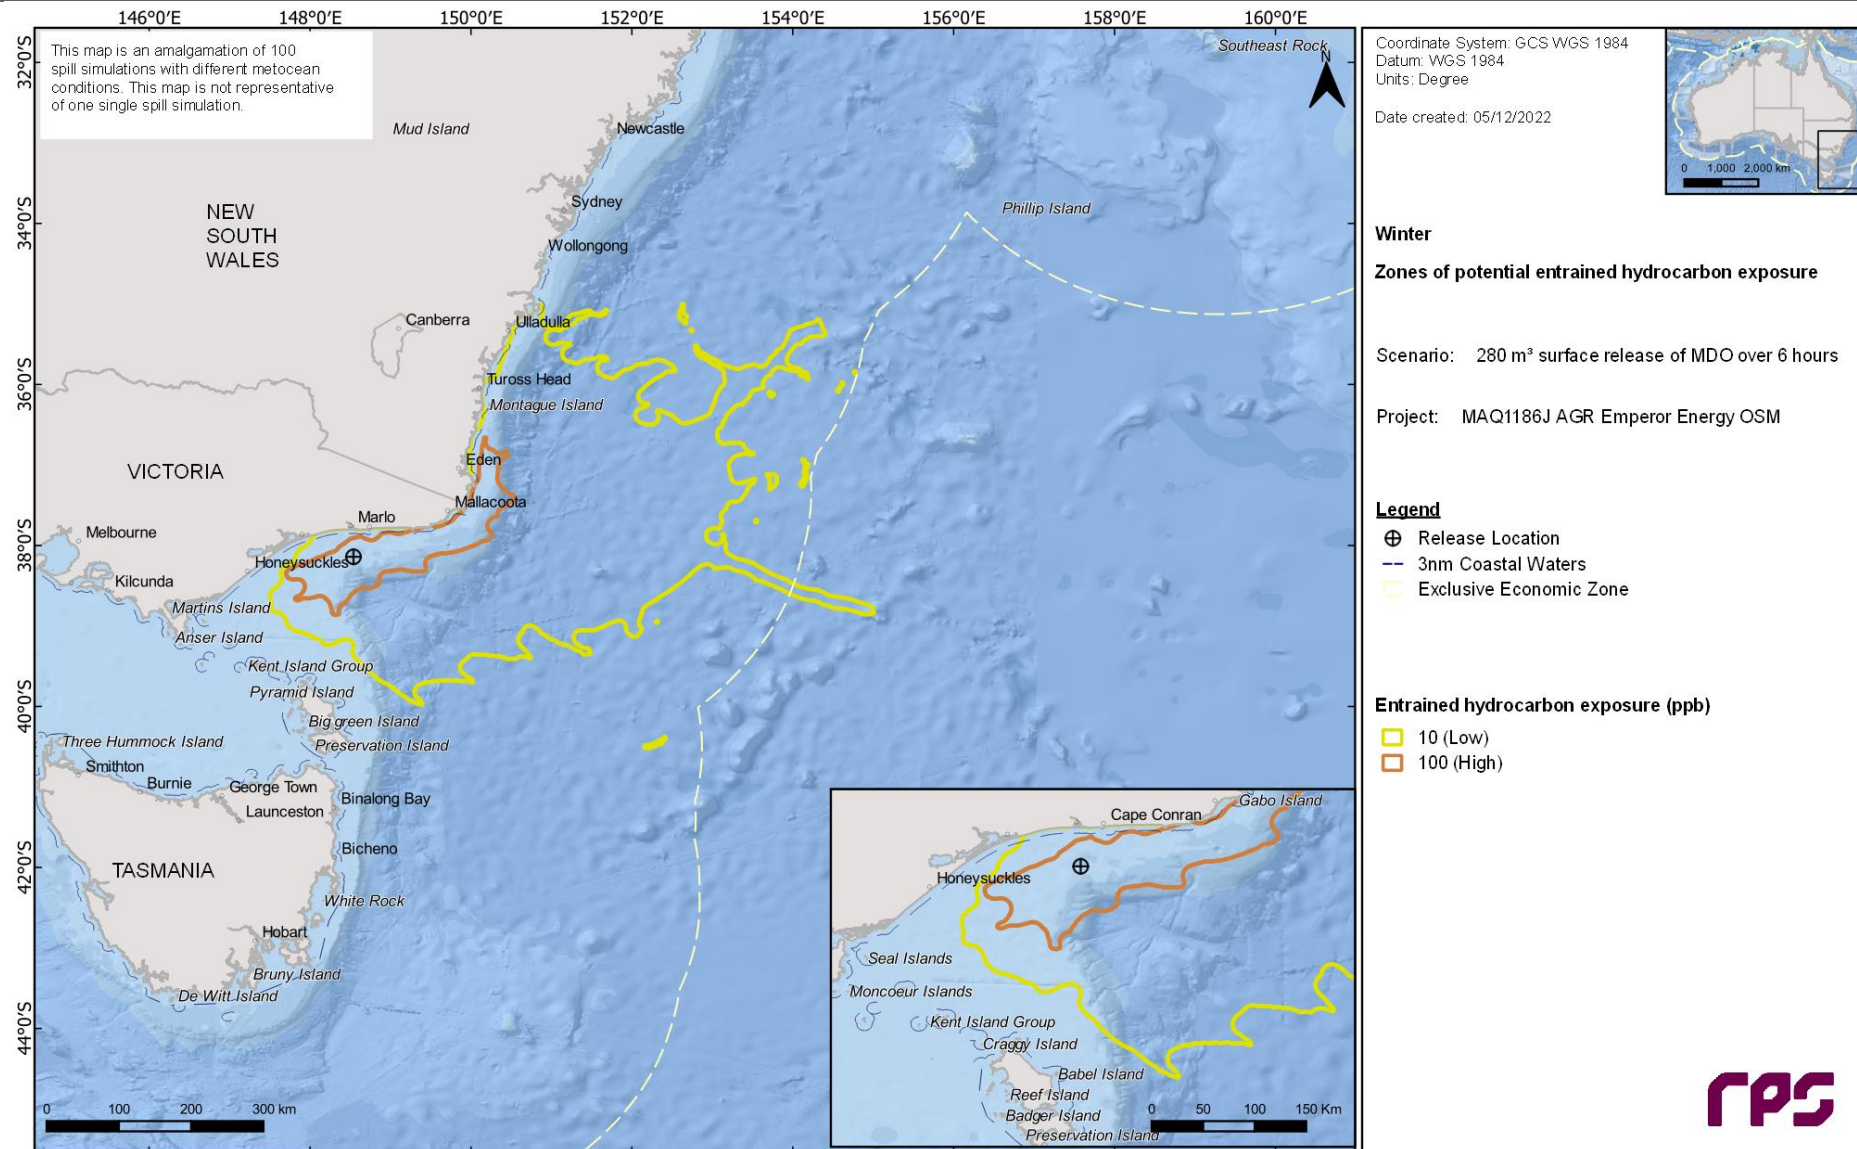 146°0'E 148°0'E 150°0'E 152°0'E 154°0'E 156°0'E 158°0'E 160°0'E
32°0'S
34°0'S
36°0'S
38°0'S
40°0'S
42°0'S
44°0'S
This map is an amalgamation of 100
spill simulations with different metocean
conditions. This map is not representative
of one single spill simulation.
Southeast Rock
N
Mud Island
Newcastle
NEW
SOUTH
WALES
Sydney
Phillip Island
Wollongong
Canberra
Ulladulla
Tuross Head
Montague Island
VICTORIA
Eden
Mallacoota
Marlo
Melbourne
Honeysuckles
Kilcunda
Martins Island
Anser Island
Kent Island Group
Pyramid Island
Big green Island
Three Hummock Island
Preservation Island
Smithton
Burnie
George Town
Binalong Bay
Launceston
Bicheno
TASMANIA
White Rock
Hobart
Bruny Island
De Witt Island
0 100 200 300 km
Gabo Island
Cape Conran
Honeysuckles
Seal Islands
Moncoeur Islands
Kent Island Group
Craggy Island
Babel Island
Reef Island
Badger Island
Preservation Island
0 50 100 150 Km
Coordinate System: GCS WGS 1984
Datum: WGS 1984
Units: Degree
Date created: 05/12/2022
0 1,000 2,000 km
Winter
Zones of potential entrained hydrocarbon exposure
Scenario: 280 m³ surface release of MDO over 6 hours
Project: MAQ1186J AGR Emperor Energy OSM
Legend
Release Location
3nm Coastal Waters
Exclusive Economic Zone
Entrained hydrocarbon exposure (ppb)
10 (Low)
100 (High)
rps